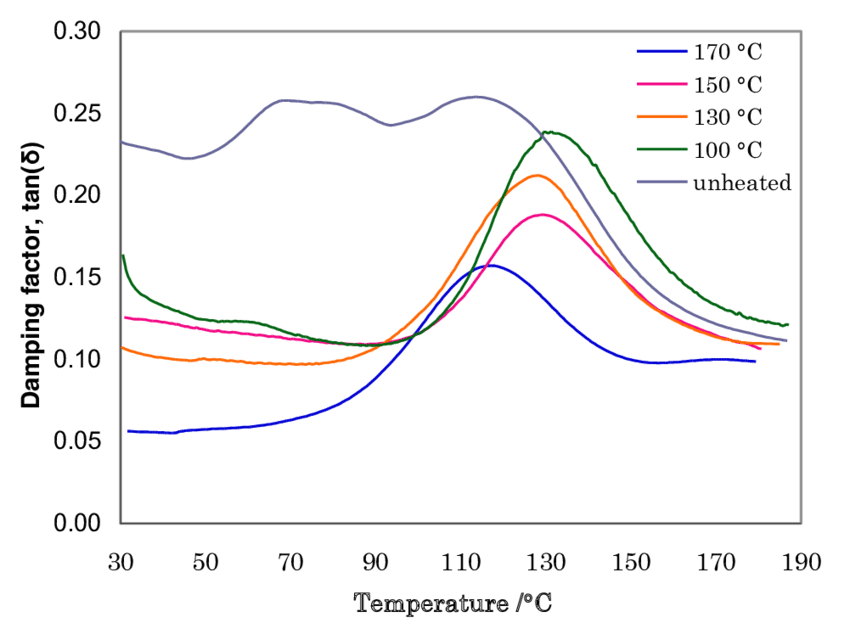 0.30
0.25
0.20
0.15
0.10
0.05
0.00
Damping factor, tan(δ)
170 °C
150 °C
130 °C
100 °C
unheated
30 50 70 90 110 130 150 170 190
Temperature /°C